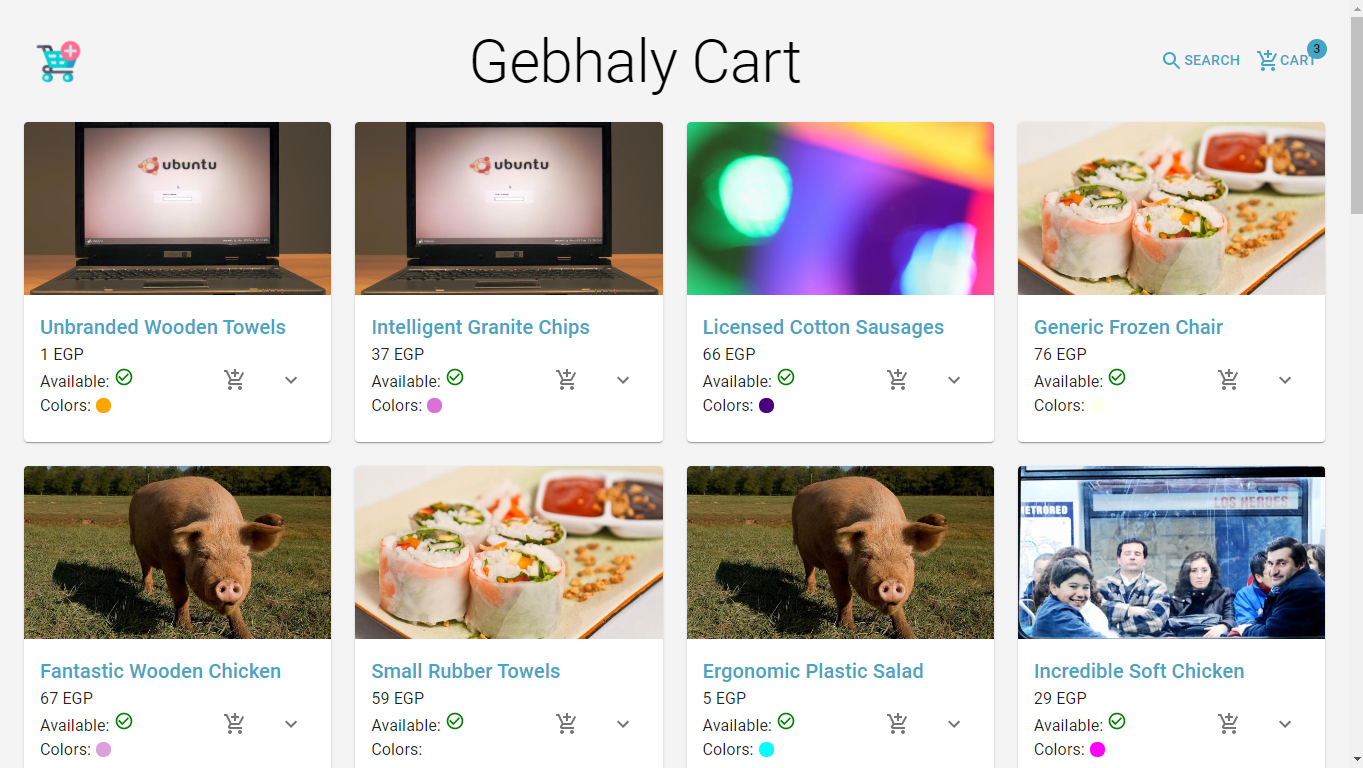 Gebhaly Cart
SEARCH
CART
3
ubuntu
ubuntu
Unbranded Wooden Towels
1 EGP
Available:
Colors:
Intelligent Granite Chips
37 EGP
Available:
Colors:
Licensed Cotton Sausages
66 EGP
Available:
Colors:
Generic Frozen Chair
76 EGP
Available:
Colors:
METRORED
LOS HEROES
Fantastic Wooden Chicken
67 EGP
Available:
Colors:
Small Rubber Towels
59 EGP
Available:
Colors:
Ergonomic Plastic Salad
5 EGP
Available:
Colors:
Incredible Soft Chicken
29 EGP
Available:
Colors: